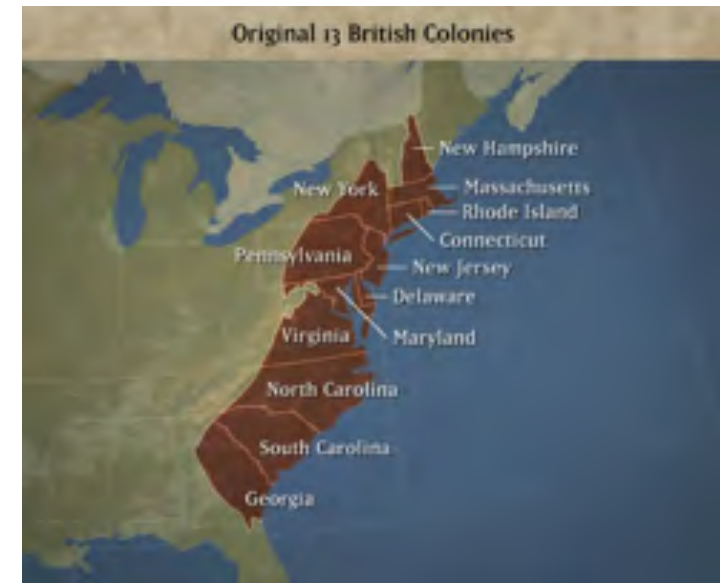 Original 13 British Colonies
New Hampshire
New York
Massachusetts
Rhode Island
Connecticut
Pennsylvania
New Jersey
Delaware
Virginia
Maryland
North Carolina
South Carolina
Georgia